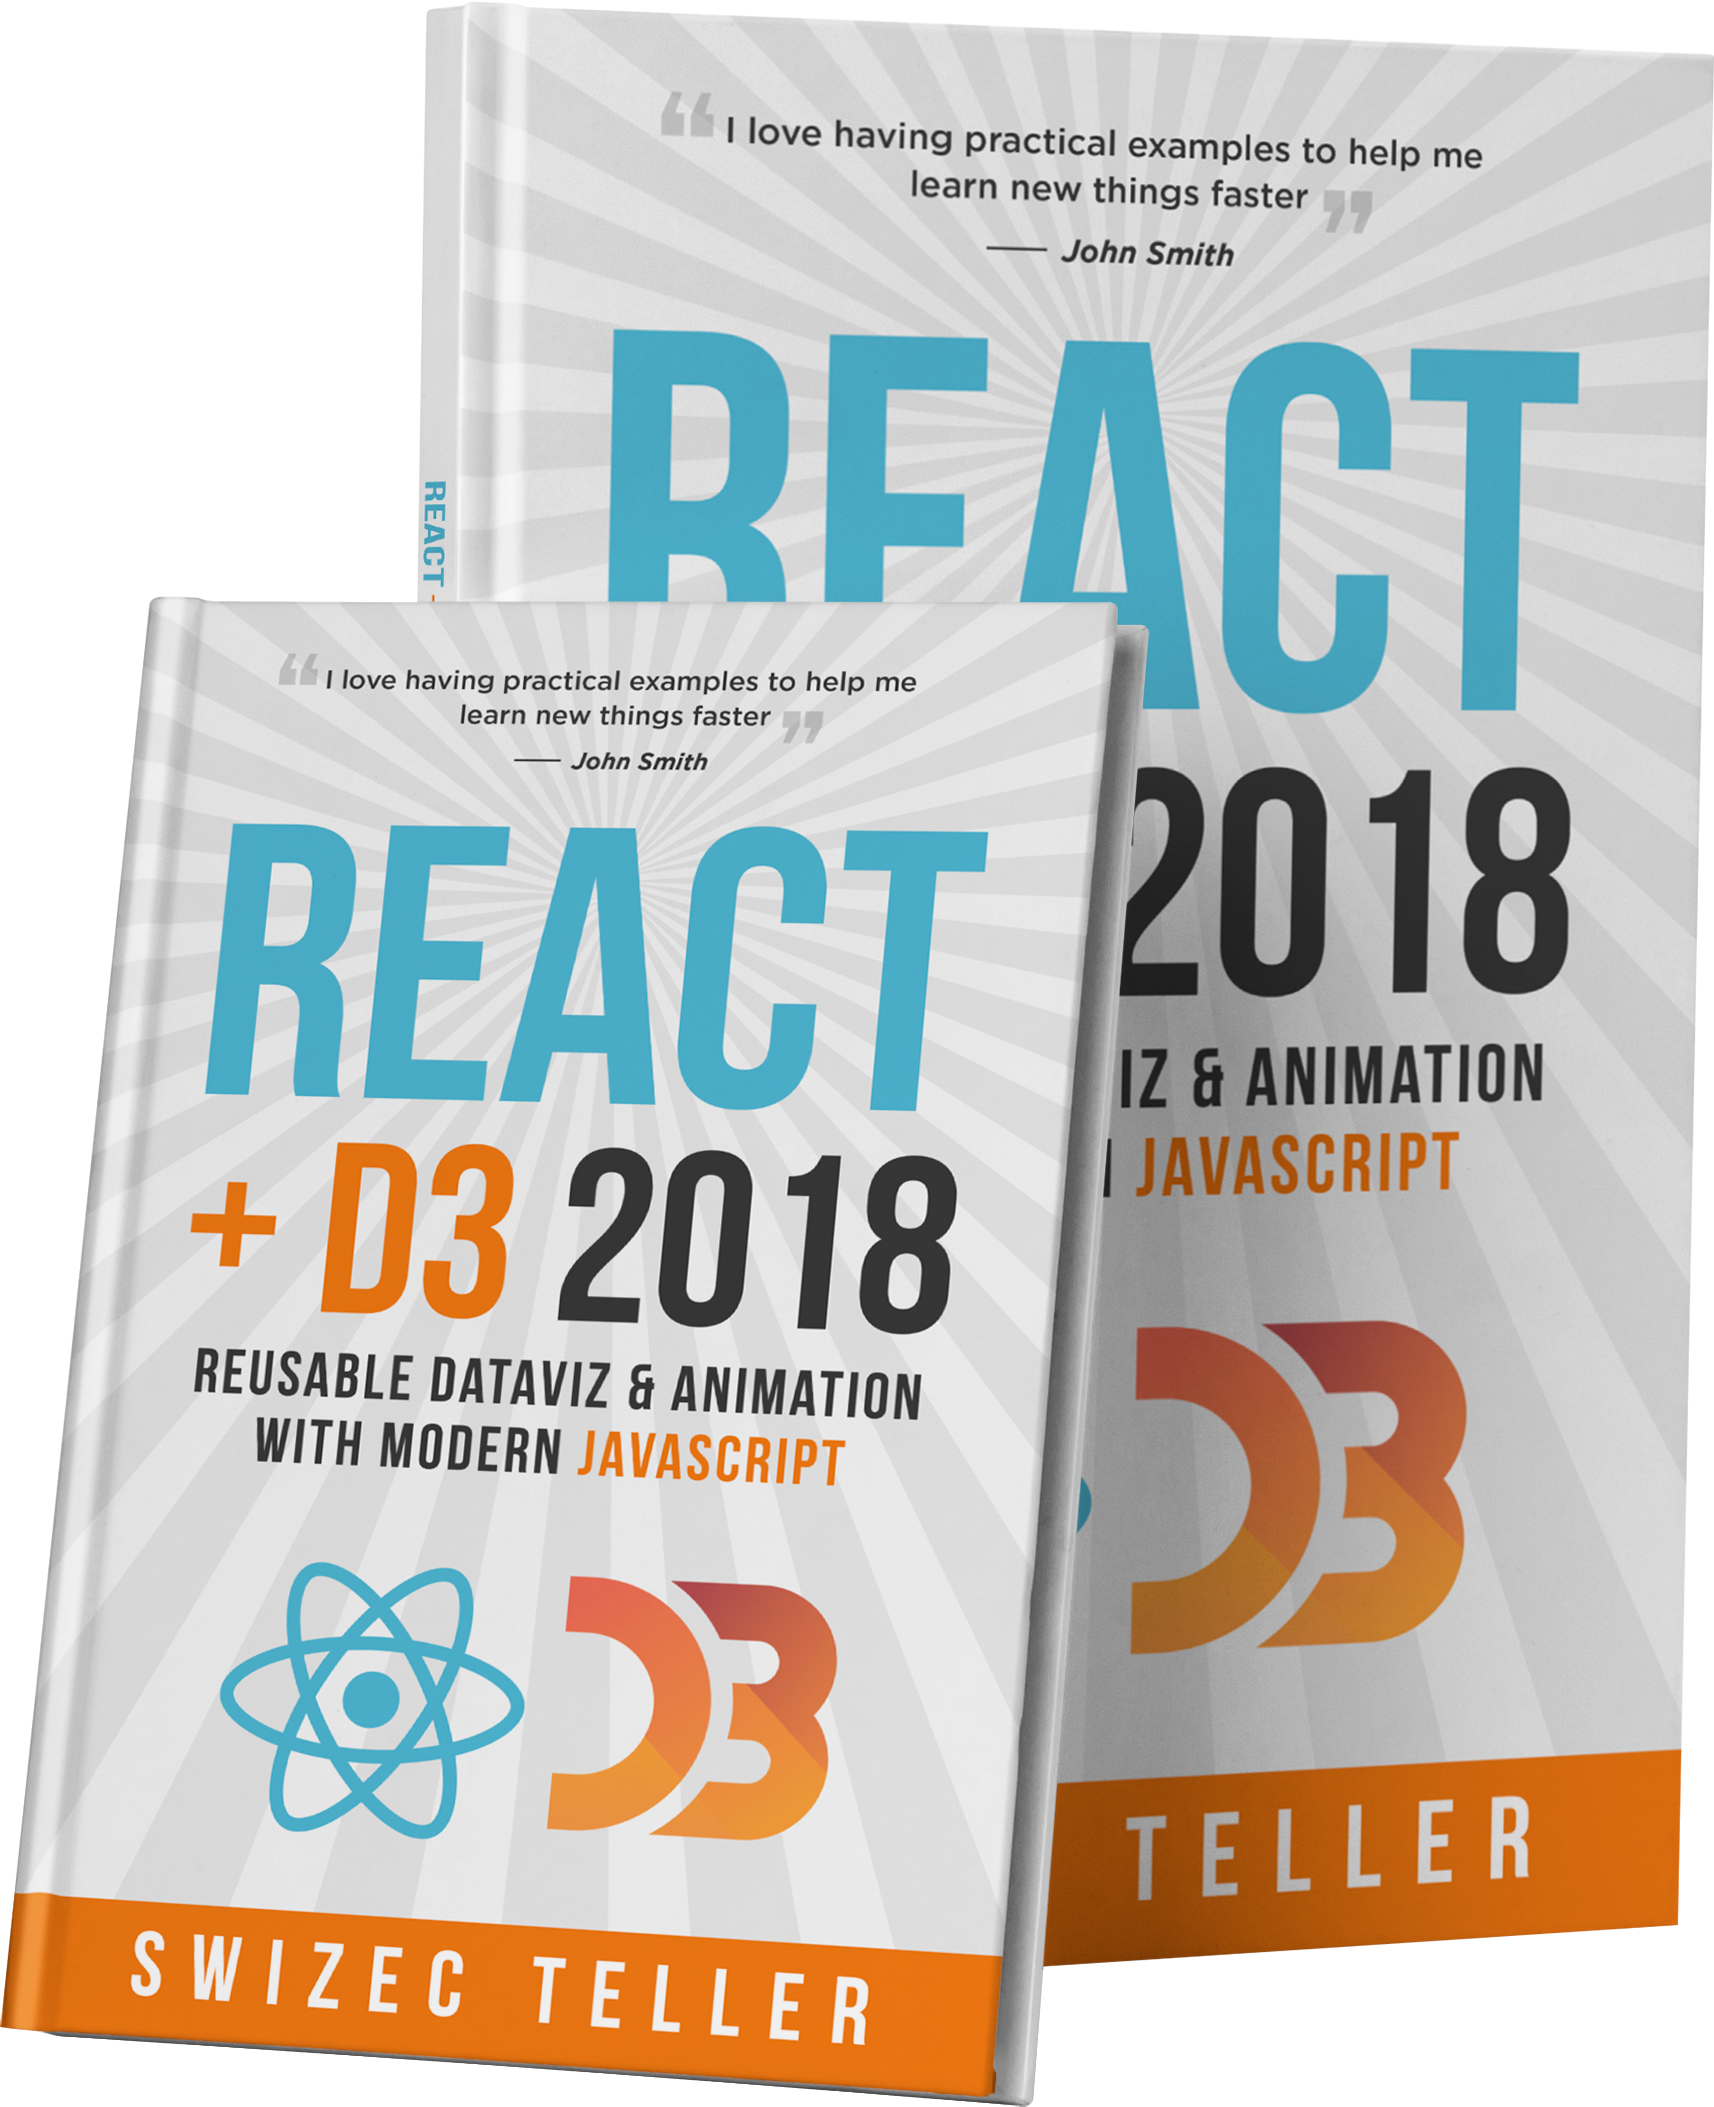 I love having practical examples to help me
learn new things faster
John Smith
REACT
2018
IZ & ANIMATION
JAVASCRIPT
D3
TELLER
REACT
“ I love having practical examples to help me
learn new things faster ”
— John Smith
REACT
+ D3 2018
REUSABLE DATAVIZ & ANIMATION
WITH MODERN JAVASCRIPT
D3
SWIZEC TELLER